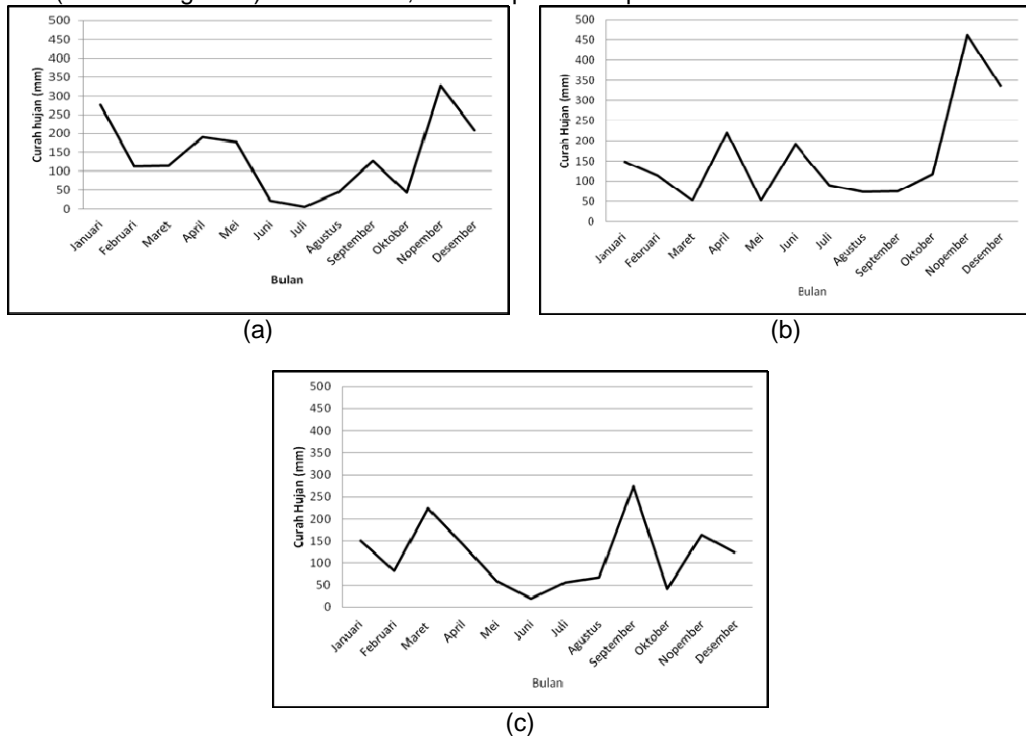 500
450
400
350
300
250
200
150
100
50
0
Curah hujan (mm)
Januari
Februari
Maret
April
Mei
Juni
Juli
Agustus
September
Oktober
Nopember
Desember
Bulan
(a)
500
450
400
350
300
250
200
150
100
50
0
Curah Hujan (mm)
Januari
Februari
Maret
April
Mei
Juni
Juli
Agustus
September
Oktober
Nopember
Desember
Bulan
(b)
500
450
400
350
300
250
200
150
100
50
0
Curah Hujan (mm)
Januari
Februari
Maret
April
Mei
Juni
Juli
Agustus
September
Oktober
Nopember
Desember
Bulan
(c)